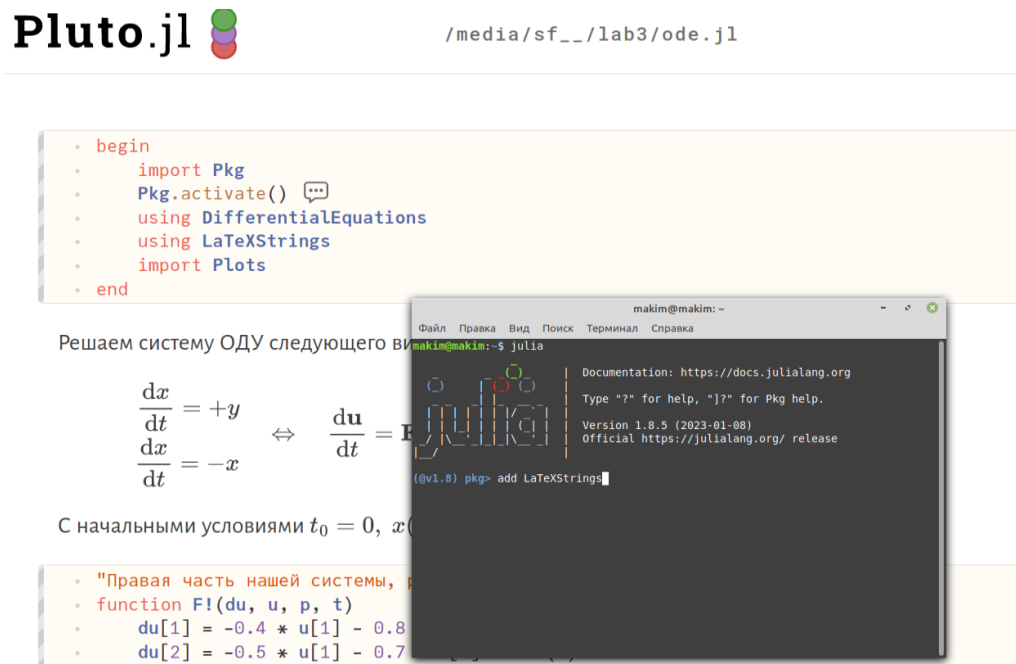 Pluto.jl
/media/sf__/lab3/ode.jl
begin
import Pkg
Pkg.activate()
using DifferentialEquations
using LaTeXStrings
import Plots
end
Решаем систему ОДУ следующего ви
dx/dt = +y
dx/dt = −x
⇔ du/dt =
С начальными условиями t₀ = 0, x(
"Правая часть нашей системы,
function F!(du, u, p, t)
du[1] = -0.4 * u[1] - 0.8
du[2] = -0.5 * u[1] - 0.7
makim@makim: ~
Файл Правка Вид Поиск Терминал Справка
makim@makim:~$ julia
Documentation: https://docs.julialang.org
Type "?" for help, "]?" for Pkg help.
Version 1.8.5 (2023-01-08)
Official https://julialang.org/ release
(@v1.8) pkg> add LaTeXStrings